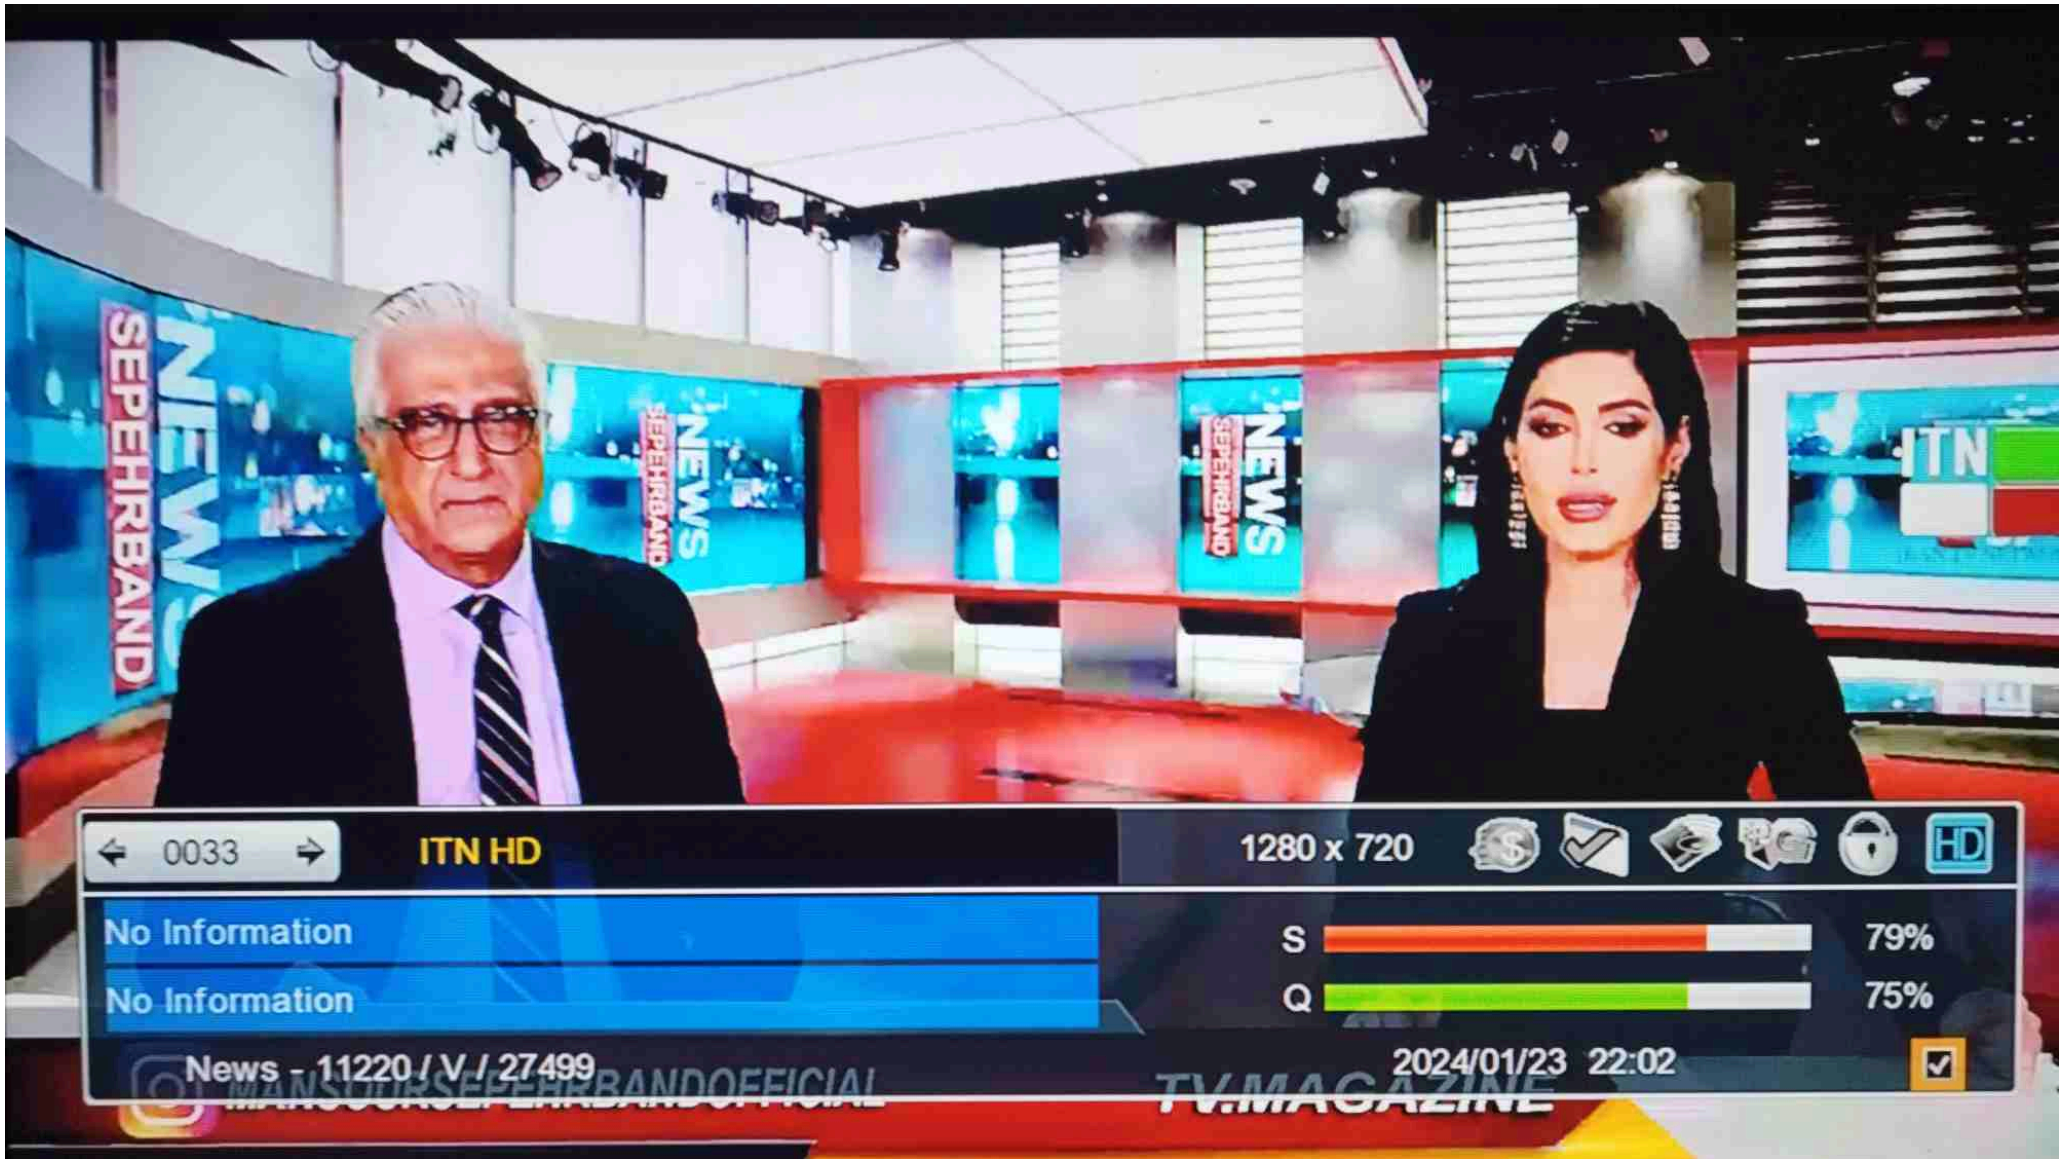 NEWS
SEPEHRBAND
NEWS
SEPEHRBAND
NEWS
SEPEHRBAND
ITN
0033
ITN HD
1280 x 720
$
HD
No Information
No Information
S
79%
Q
75%
News - 11220 / V / 27499
2024/01/23 22:02
MANSOURSEPEHRBANDOFFICIAL
TV.MAGAZINE